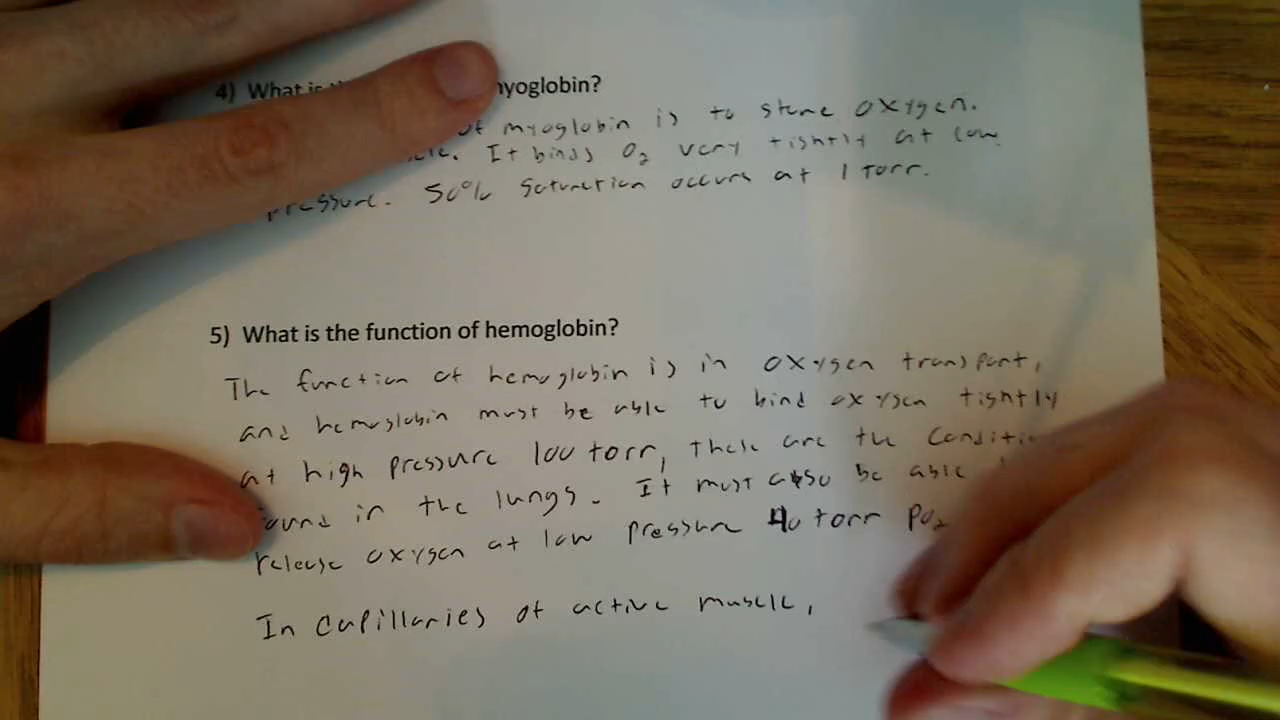 4) What is myoglobin?
of myoglobin is to store oxygen.
It binds O2 very tightly at low
pressure. 50% saturation occurs at 1 torr.
5) What is the function of hemoglobin?
The function of hemoglobin is in oxygen transport,
and hemoglobin must be able to bind oxygen tightly
at high pressure 100 torr, these are the conditio
found in the lungs. It must also be able
release oxygen at low pressure 40 torr PO2
In capillaries of active muscle,